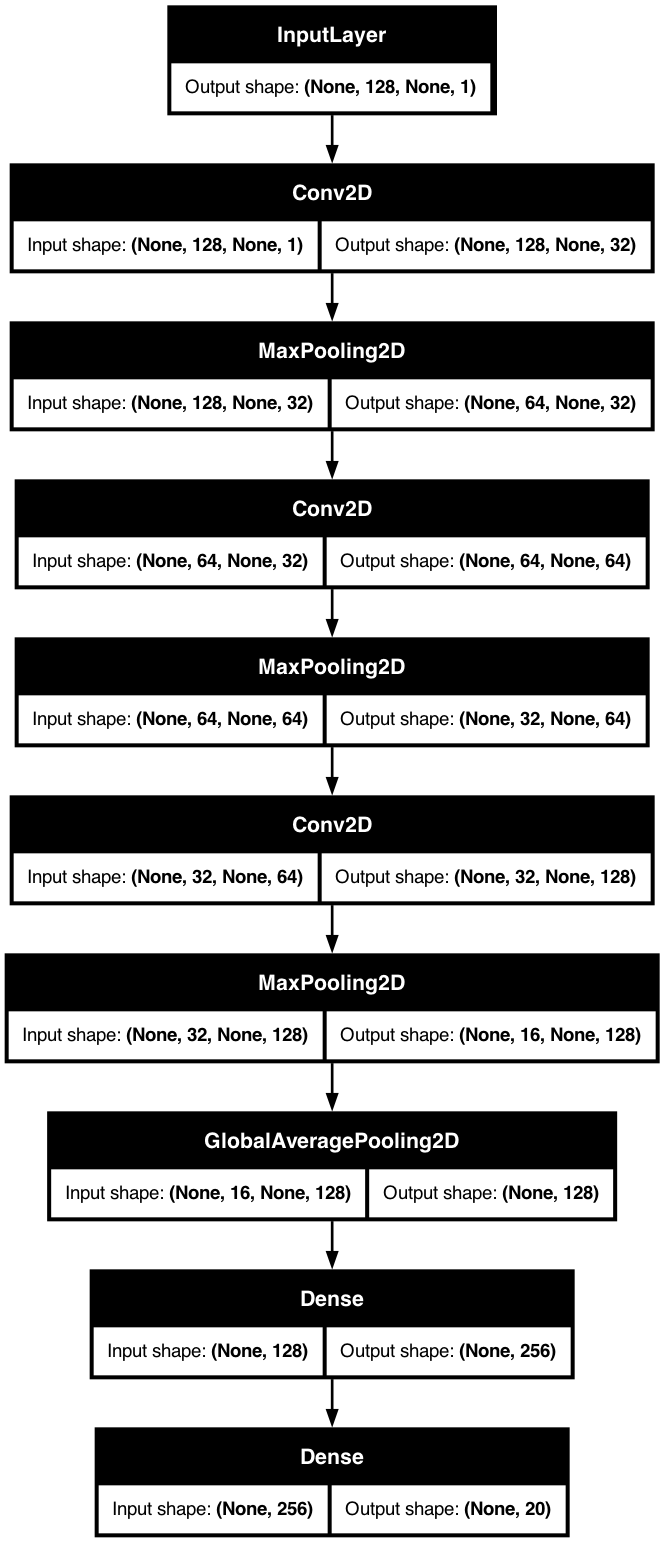 InputLayer
Output shape: (None, 128, None, 1)
Conv2D
Input shape: (None, 128, None, 1) Output shape: (None, 128, None, 32)
MaxPooling2D
Input shape: (None, 128, None, 32) Output shape: (None, 64, None, 32)
Conv2D
Input shape: (None, 64, None, 32) Output shape: (None, 64, None, 64)
MaxPooling2D
Input shape: (None, 64, None, 64) Output shape: (None, 32, None, 64)
Conv2D
Input shape: (None, 32, None, 64) Output shape: (None, 32, None, 128)
MaxPooling2D
Input shape: (None, 32, None, 128) Output shape: (None, 16, None, 128)
GlobalAveragePooling2D
Input shape: (None, 16, None, 128) Output shape: (None, 128)
Dense
Input shape: (None, 128) Output shape: (None, 256)
Dense
Input shape: (None, 256) Output shape: (None, 20)